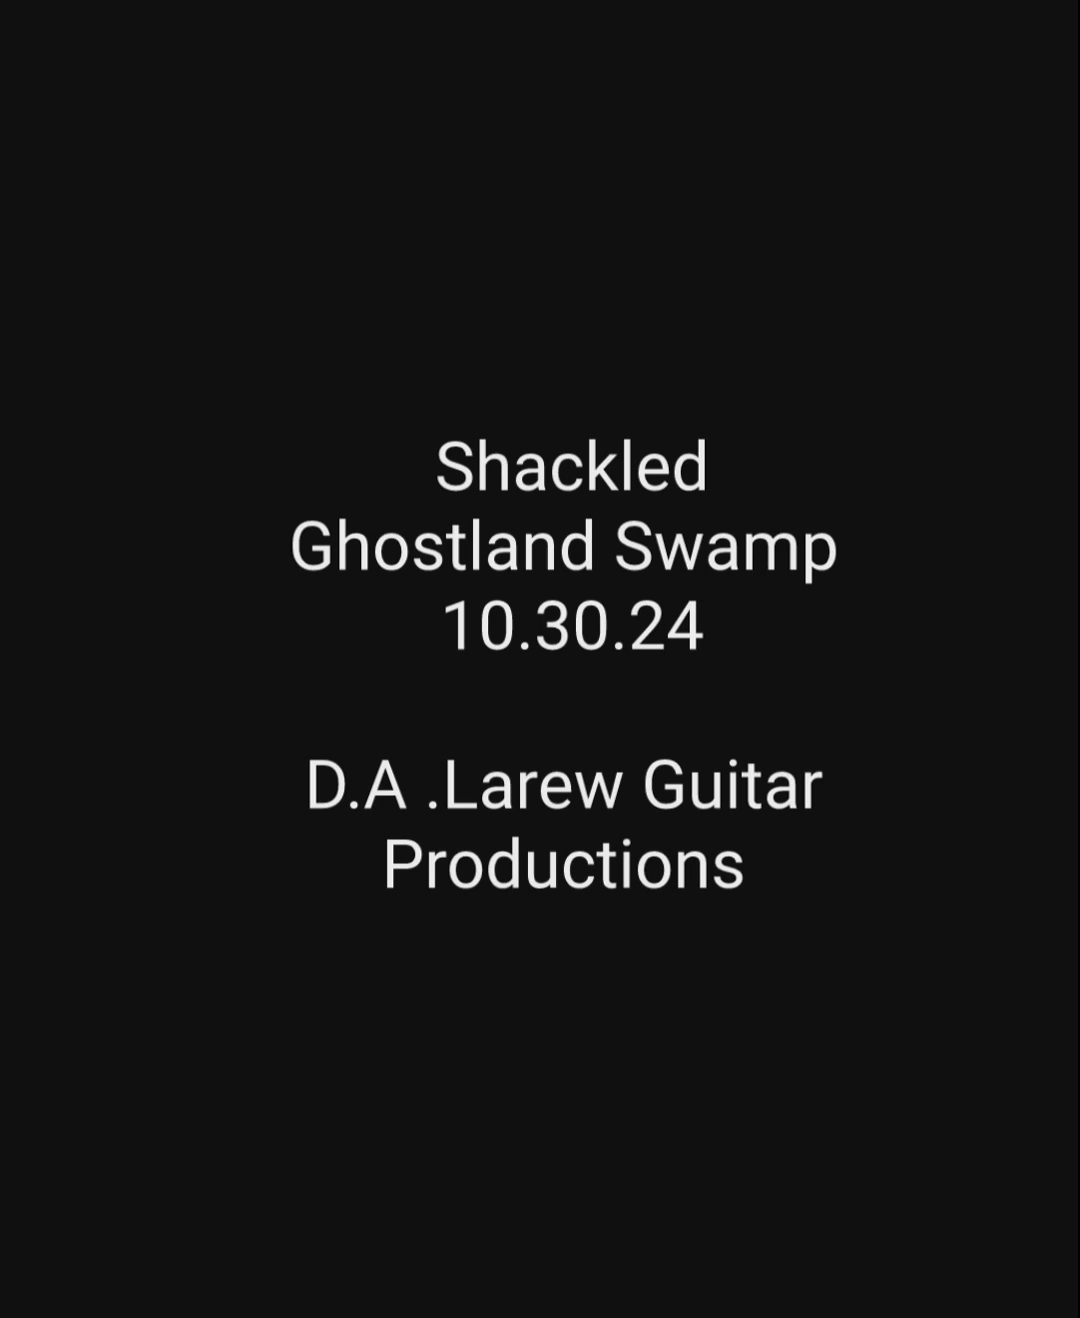 Shackled
Ghostland Swamp
10.30.24
D.A .Larew Guitar
Productions